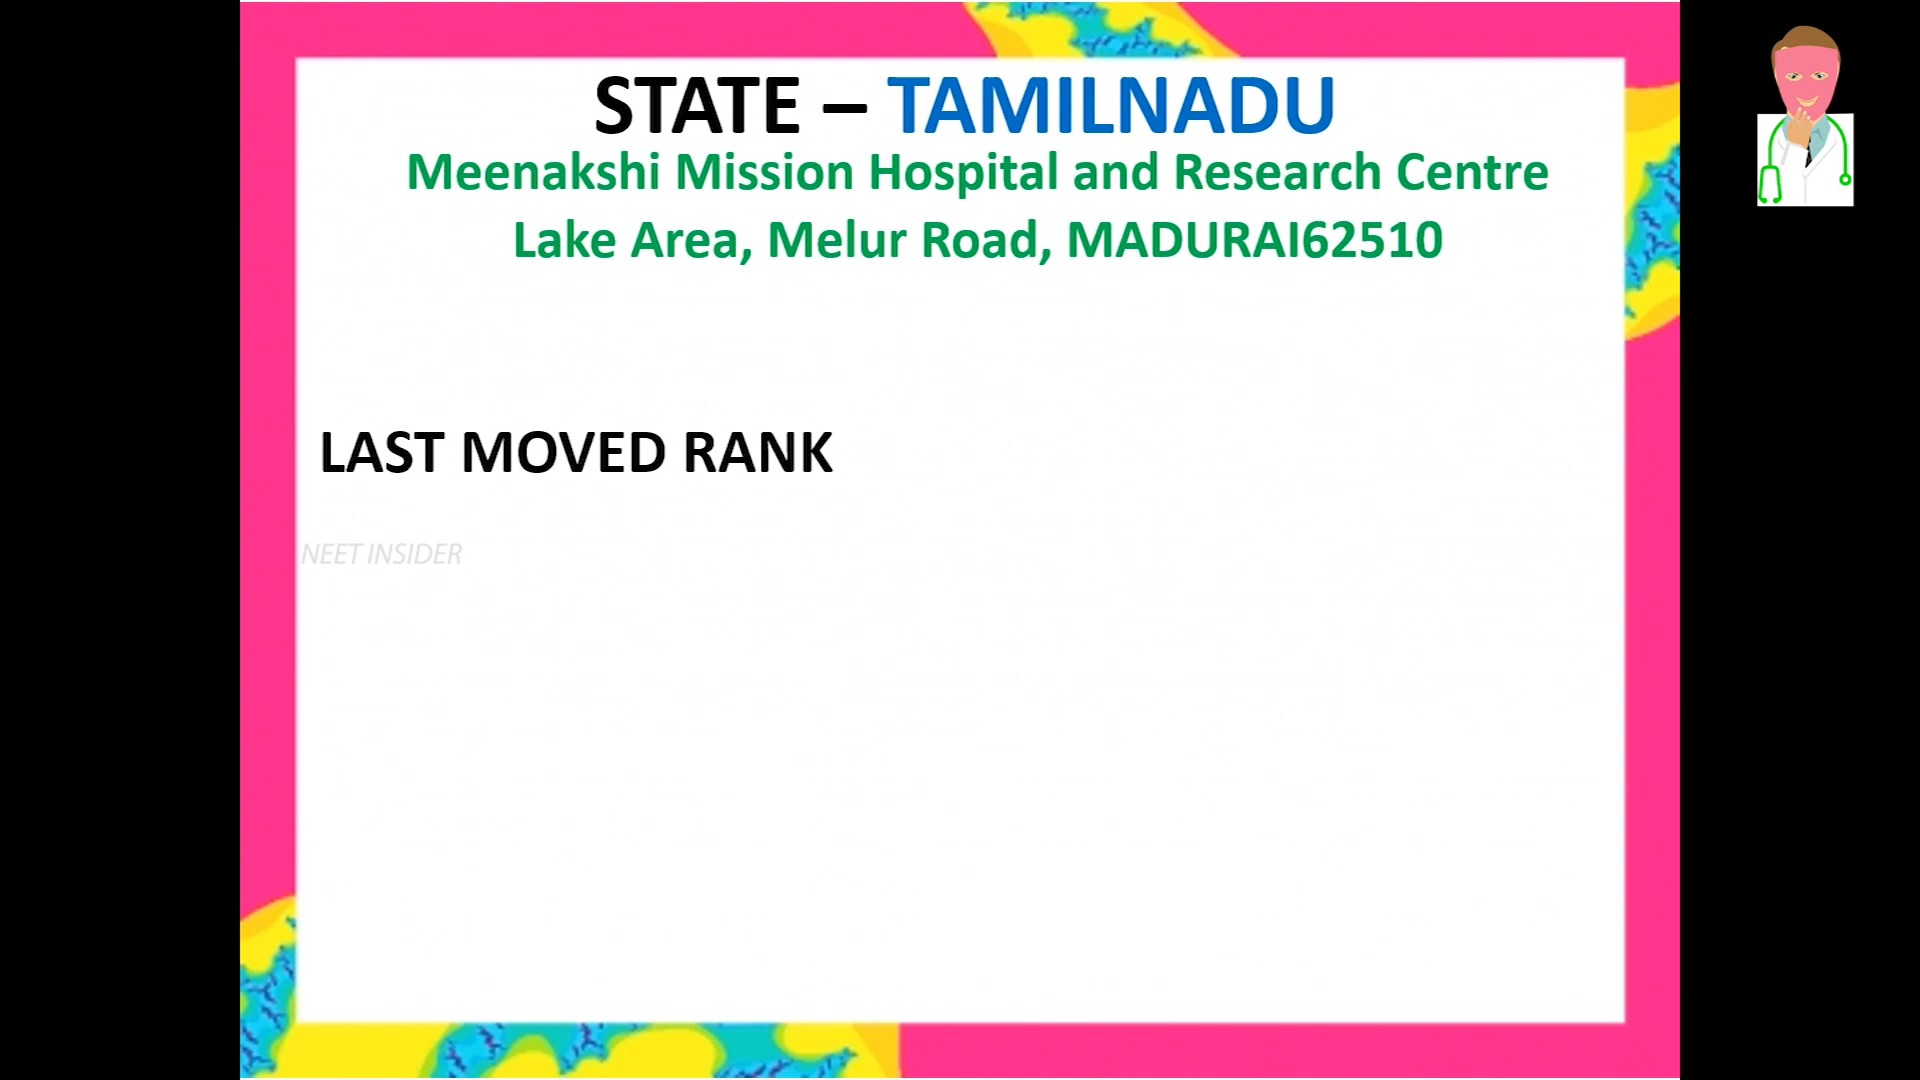 STATE – TAMILNADU
Meenakshi Mission Hospital and Research Centre
Lake Area, Melur Road, MADURAI62510
LAST MOVED RANK
NEET INSIDER